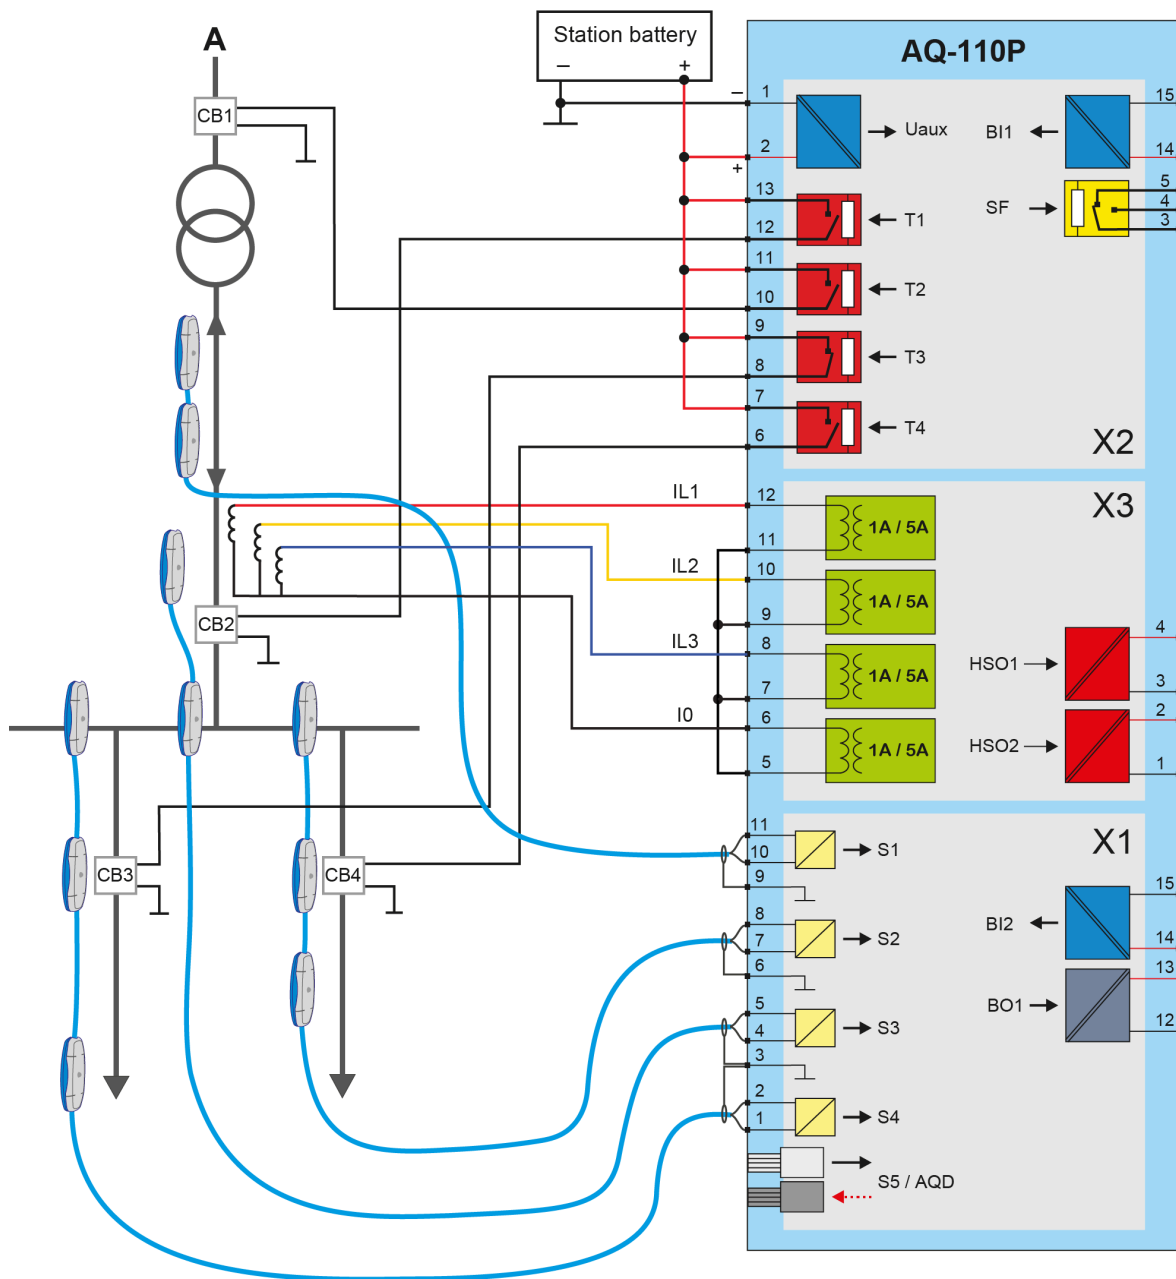 A
Station battery
–
+
AQ-110P
CB1
–
1
2
+
Uaux
BI1
15
14
13
12
T1
SF
5
4
3
11
10
T2
9
8
T3
7
6
T4
X2
IL1
12
11
1A / 5A
X3
IL2
10
9
1A / 5A
CB2
IL3
8
7
1A / 5A
HSO1
4
3
I0
6
5
1A / 5A
HSO2
2
1
CB3
CB4
11
10
9
S1
X1
8
7
6
S2
BI2
15
14
5
4
3
S3
BO1
13
12
2
1
S4
S5 / AQD